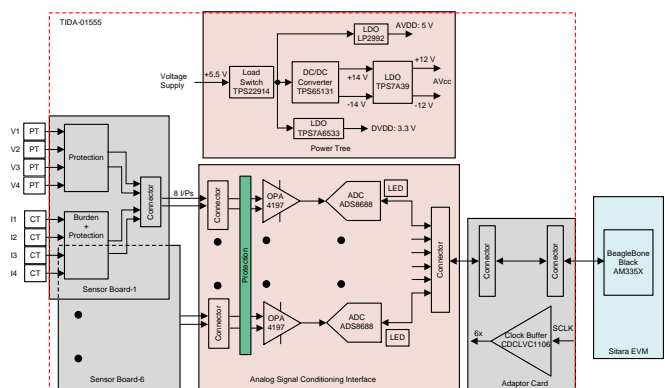 TIDA-01555
Voltage
Supply
+5.5 V
Load
Switch
TPS22914
LDO
LP2992
AVDD: 5 V
DC/DC
Converter
TPS65131
+14 V
-14 V
LDO
TPS7A39
+12 V
AVcc
-12 V
LDO
TPS7A6533
DVDD: 3.3 V
Power Tree
V1 PT
V2 PT
V3 PT
V4 PT
Protection
I1 CT
I2 CT
I3 CT
I4 CT
Burden
+
Protection
Connector
Sensor Board-1
Sensor Board-6
8 I/Ps
Connector
Connector
Protection
OPA
4197
ADC
ADS8688
LED
OPA
4197
ADC
ADS8688
LED
Connector
Analog Signal Conditioning Interface
Connector
Connector
6x
Clock Buffer
CDCLVC1106
SCLK
Adaptor Card
BeagleBone
Black
AM335X
Sitara EVM